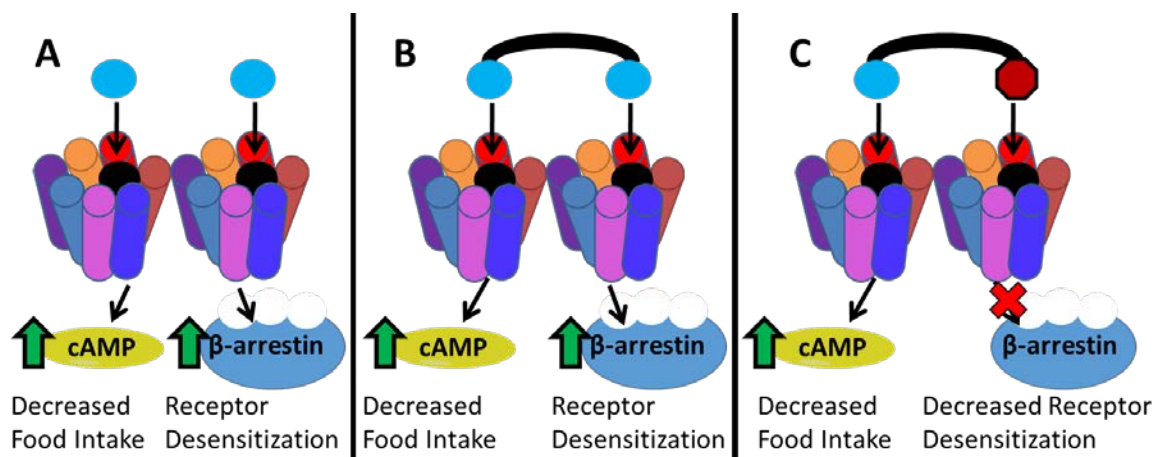 A
B
C
cAMP
β-arrestin
cAMP
β-arrestin
cAMP
β-arrestin
Decreased
Food Intake
Receptor
Desensitization
Decreased
Food Intake
Receptor
Desensitization
Decreased
Food Intake
Decreased Receptor
Desensitization